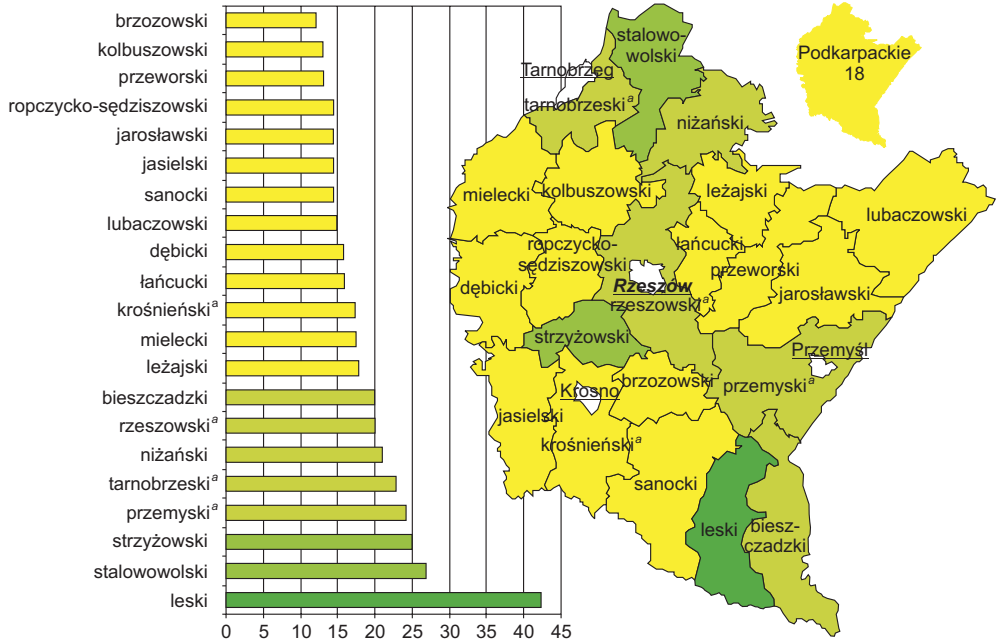 brzozowski
kolbuszowski
przeworski
ropczycko-sędziszowski
jarosławski
jasielski
sanocki
lubaczowski
dębicki
łańcucki
krośnieński a
mielecki
leżajski
bieszczadzki
rzeszowski a
niżański
tarnobrzeski a
przemyski a
strzyżowski
stalowowolski
leski
0 5 10 15 20 25 30 35 40 45
stalowo-
wolski
Tarnobrzeg
tarnobrzeski a
niżański
mielecki
kolbuszowski
leżajski
lubaczowski
ropczycko-
sędziszowski
łańcucki
przeworski
dębicki
Rzeszów
rzeszowski a
jarosławski
strzyżowski
Przemyśl
przemyski a
brzozowski
Krosno
jasielski
krośnieński a
sanocki
leski
biesz-
czadzki
Podkarpackie
18